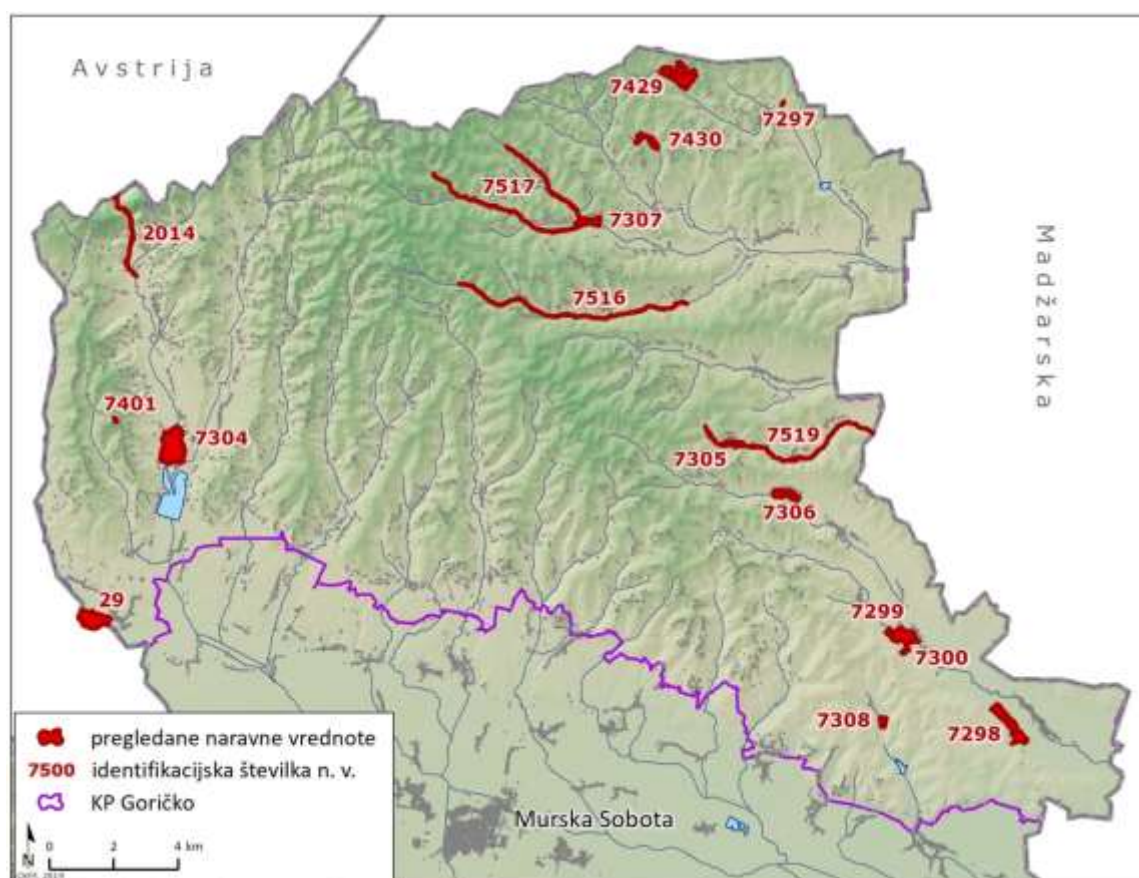 Avstrija
7429
7297
7430
7517
7307
2014
Madžarska
7516
7401
7304
7519
7305
7306
29
7299
7300
7308
7298
pregledane naravne vrednote
7500 identifikacijska številka n. v.
KP Goričko
Murska Sobota
N
0 2 4 km